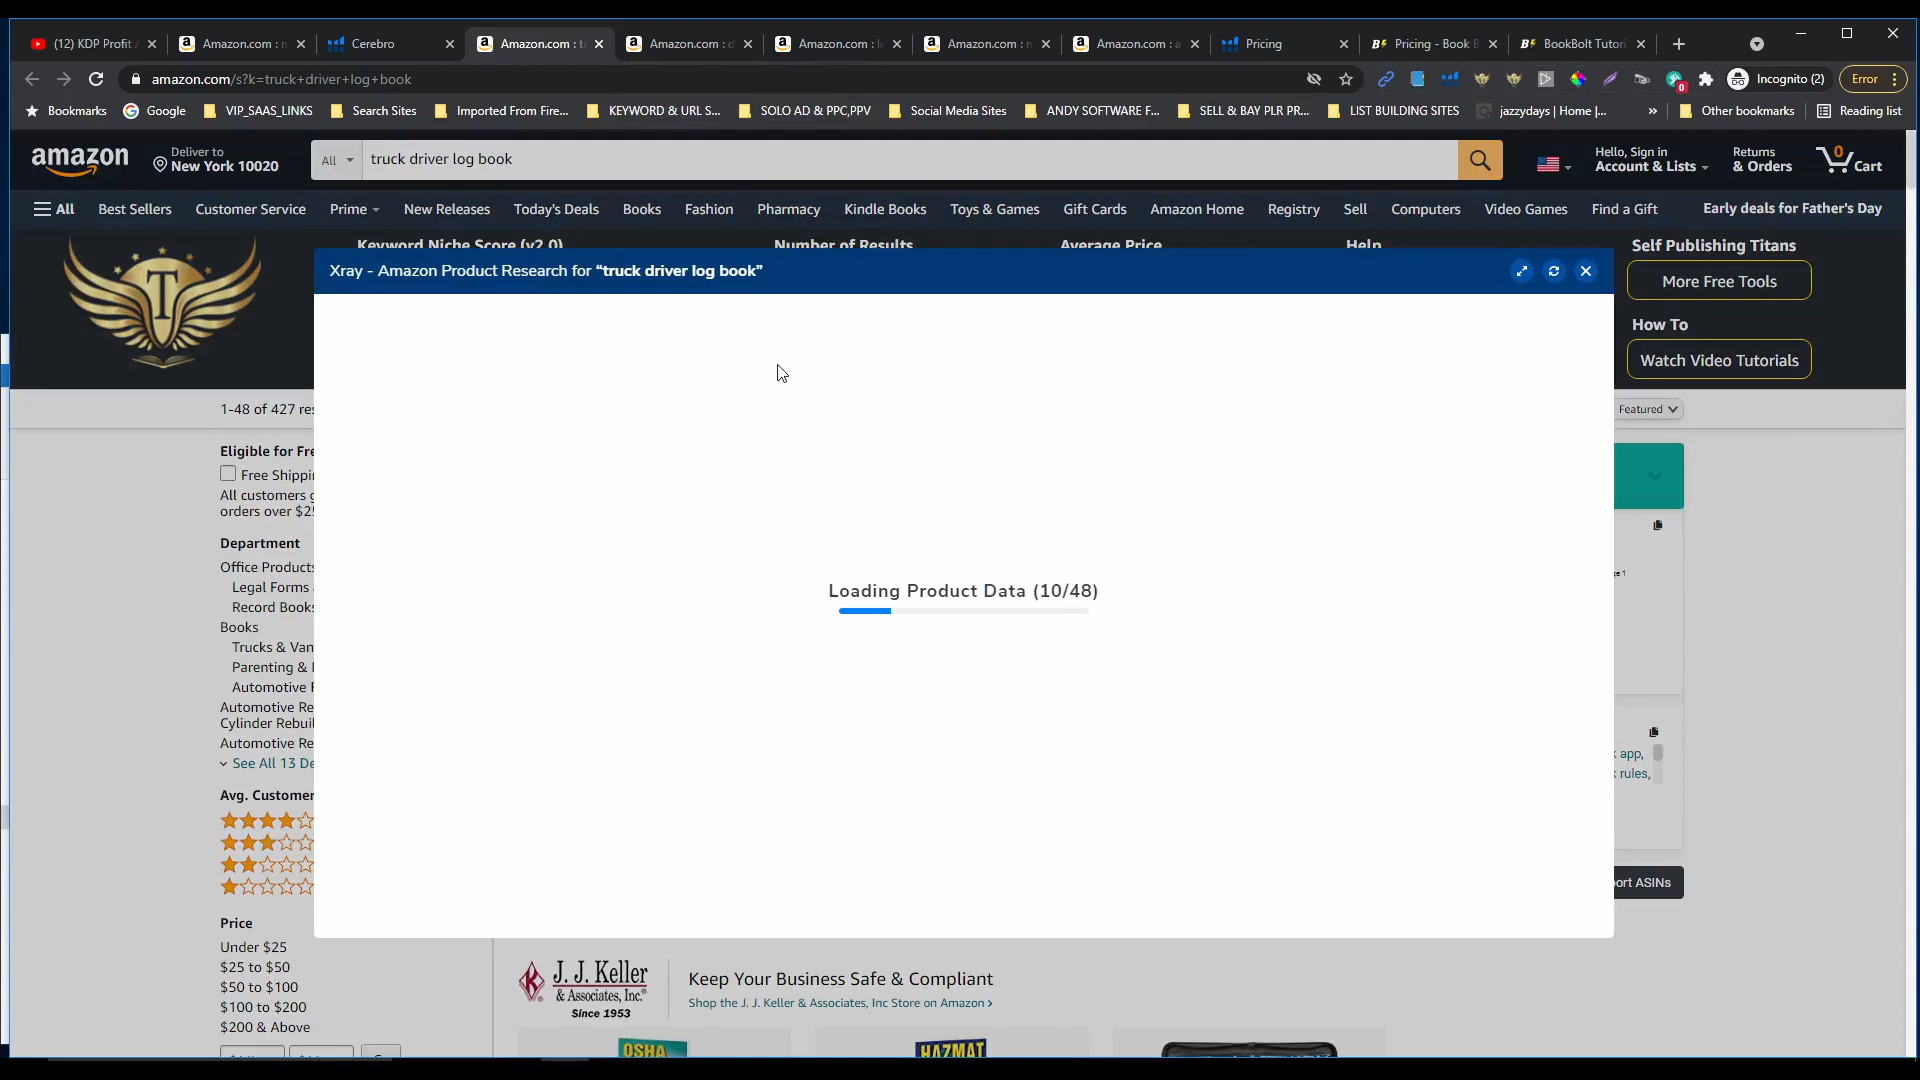 (12) KDP Profit
Amazon.com :
Cerebro
Amazon.com : t
Amazon.com : d
Amazon.com : l
Amazon.com : n
Amazon.com : a
Pricing
Pricing - Book B
BookBolt Tutori
amazon.com/s?k=truck+driver+log+book
0
Incognito (2)
Error
Bookmarks
Google
VIP_SAAS_LINKS
Search Sites
Imported From Fire...
KEYWORD & URL S...
SOLO AD & PPC,PPV
Social Media Sites
ANDY SOFTWARE F...
SELL & BAY PLR PR...
LIST BUILDING SITES
jazzydays | Home |...
»
Other bookmarks
Reading list
amazon
Deliver to
New York 10020
All
truck driver log book
Hello, Sign in
Account & Lists
Returns
& Orders
0
Cart
All
Best Sellers
Customer Service
Prime
New Releases
Today's Deals
Books
Fashion
Pharmacy
Kindle Books
Toys & Games
Gift Cards
Amazon Home
Registry
Sell
Computers
Video Games
Find a Gift
Early deals for Father's Day
T
Keyword Niche Score (v2.0)
Number of Results
Average Price
Help
Self Publishing Titans
More Free Tools
How To
Watch Video Tutorials
Xray - Amazon Product Research for “truck driver log book”
Loading Product Data (10/48)
1-48 of 427 res
Featured
Eligible for Fre
Free Shippi
All customers g
orders over $25
Department
Office Products
Legal Forms
Record Books
Books
Trucks & Van
Parenting &
Automotive R
Automotive Re
Cylinder Rebuil
Automotive Re
See All 13 De
Avg. Customer
Price
Under $25
$25 to $50
$50 to $100
$100 to $200
$200 & Above
ge 1
k app,
k rules,
port ASINs
J. J. Keller
& Associates, Inc.
Since 1953
Keep Your Business Safe & Compliant
Shop the J. J. Keller & Associates, Inc Store on Amazon ›
OSHA
HAZMAT